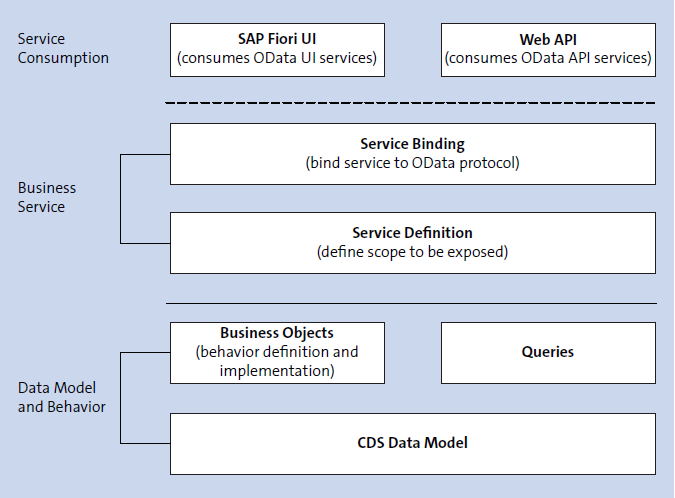 Service
Consumption
SAP Fiori UI
(consumes OData UI services)
Web API
(consumes OData API services)
Business
Service
Service Binding
(bind service to OData protocol)
Service Definition
(define scope to be exposed)
Data Model
and Behavior
Business Objects
(behavior definition and
implementation)
Queries
CDS Data Model